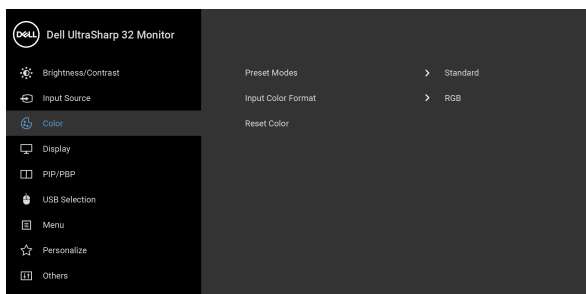 DELL Dell UltraSharp 32 Monitor
Brightness/Contrast
Input Source
Color
Display
PIP/PBP
USB Selection
Menu
Personalize
Others
Preset Modes > Standard
Input Color Format > RGB
Reset Color